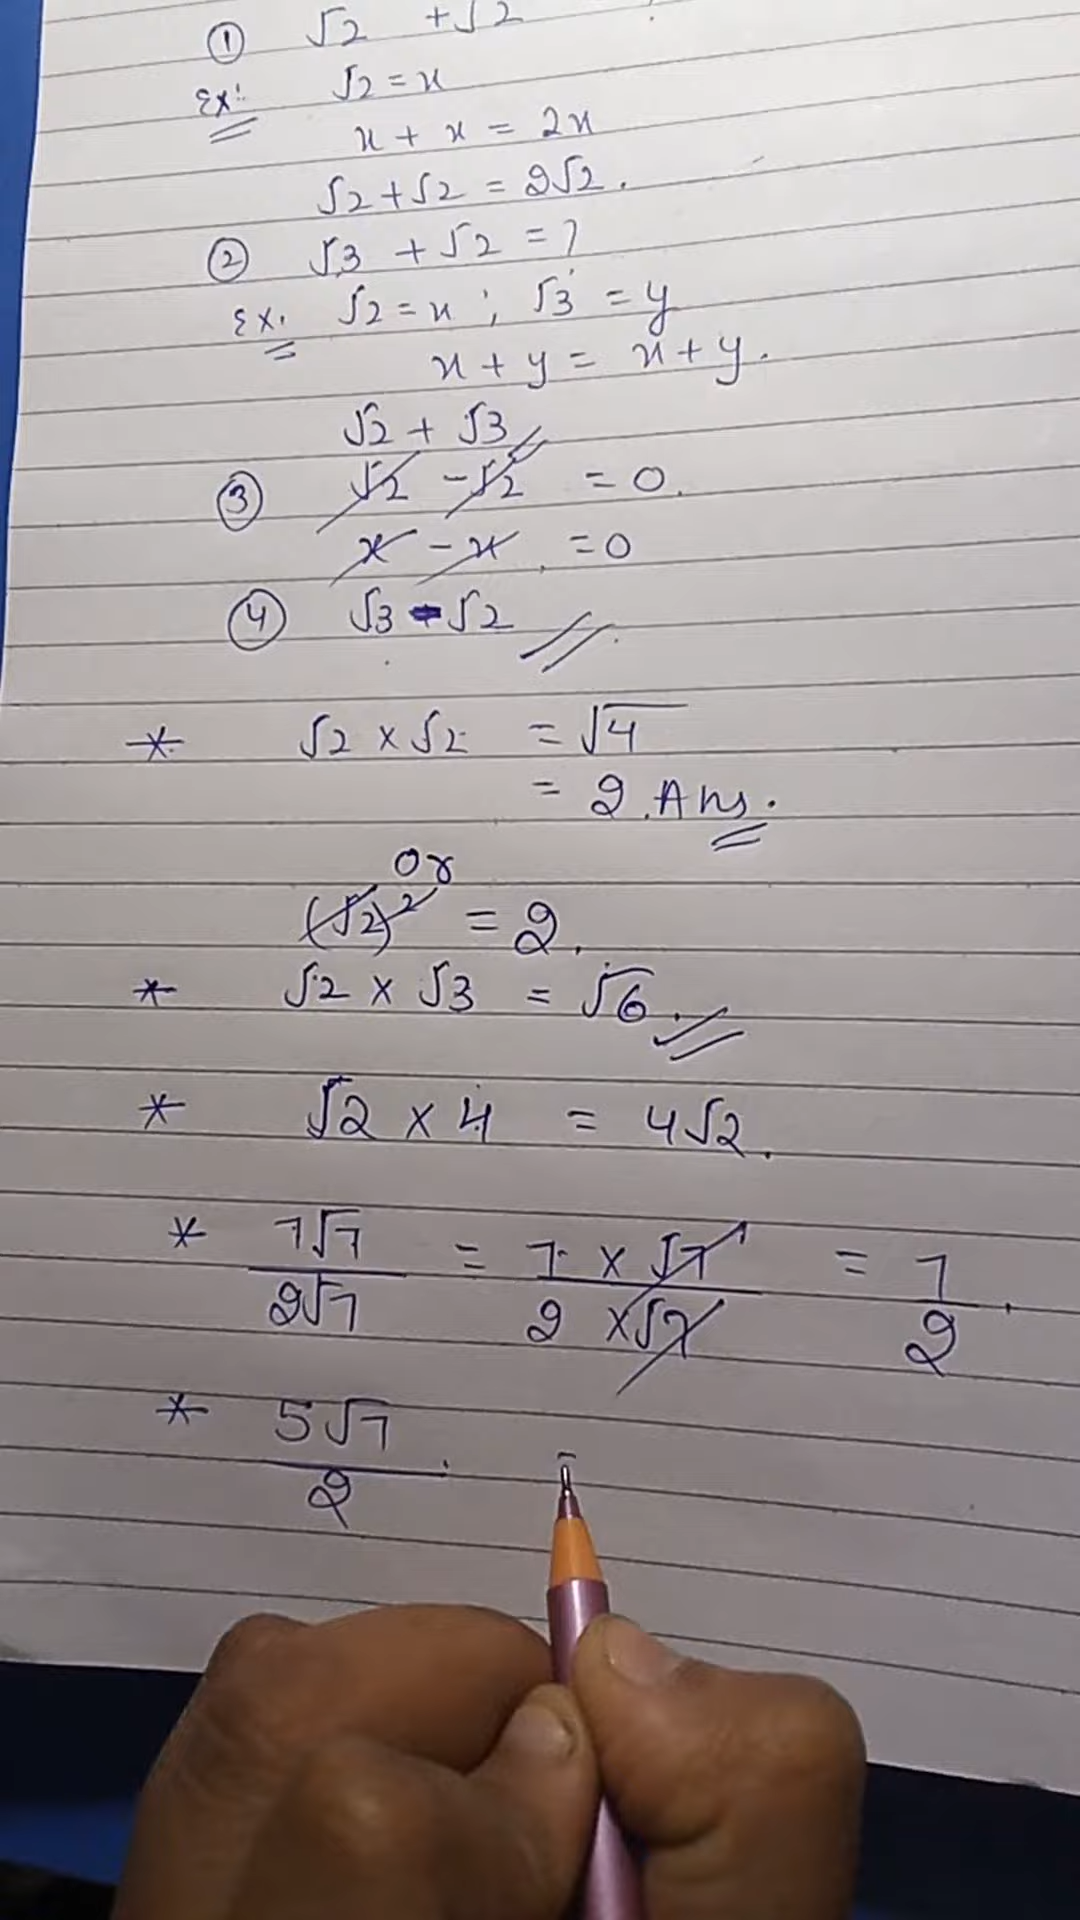 ① √2 + √2
Ex: √2 = x
x + x = 2x
√2 + √2 = 2√2.
② √3 + √2 = ?
Ex. √2 = x ; √3 = y
x + y = x + y.
√2 + √3
③ √2 - √2 = 0.
x - x = 0
④ √3 - √2
* √2 × √2 = √4
= 2 Ans.
Or
(√2)² = 2.
* √2 × √3 = √6.
* √2 × 4 = 4√2.
* 7√7/2√7 = 7 × √7/2 × √7 = 7/2.
* 5√7/2